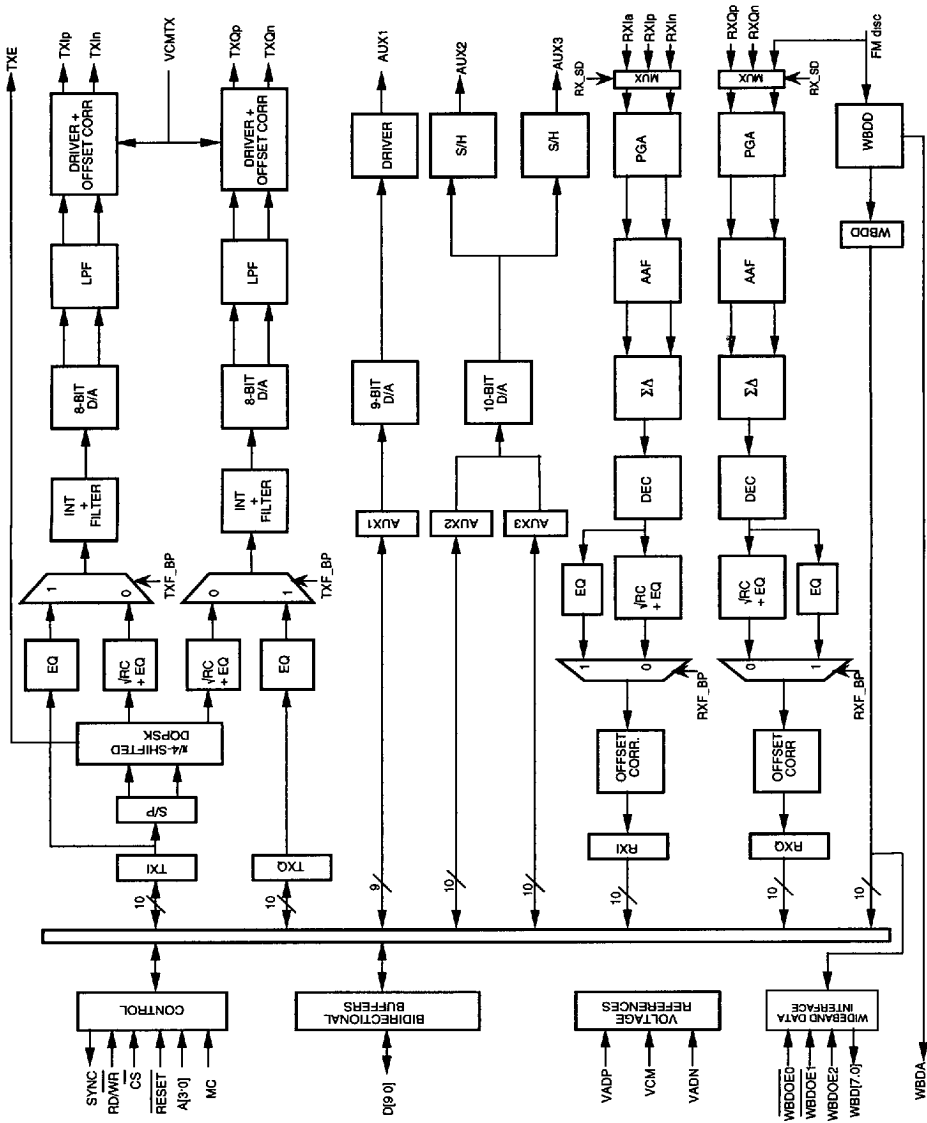 TXE
TXIp
TXIn
VCMTX
TXQp
TXQn
AUX1
AUX2
AUX3
RXIa
RXIp
RXIn
RXQp
RXQn
FM disc
DRIVER +
OFFSET CORR
DRIVER +
OFFSET CORR
DRIVER
S/H
S/H
RX_SD
MUX
MUX
RX_SD
PGA
PGA
WBDD
LPF
LPF
AAF
AAF
WBDD
8-BIT
D/A
8-BIT
D/A
9-BIT
D/A
10-BIT
D/A
ΣΔ
ΣΔ
INT
+
FILTER
INT
+
FILTER
AUX1
AUX2
AUX3
DEC
DEC
1
0
TXF_BP
0
1
TXF_BP
EQ
√RC
+ EQ
√RC
+ EQ
EQ
EQ
√RC
+ EQ
√RC
+ EQ
EQ
π/4-SHIFTED
DQPSK
1
0
RXF_BP
0
1
RXF_BP
S/P
OFFSET
CORR.
OFFSET
CORR
TXI
TXQ
RXI
RXQ
10
10
9
10
10
10
10
10
CONTROL
BIDIRECTIONAL
BUFFERS
VOLTAGE
REFERENCES
WIDEBAND DATA
INTERFACE
SYNC
RD/WR
CS
RESET
A[3:0]
MC
D[9 0]
VADP
VCM
VADN
WBDOE0
WBDOE1
WBDOE2
WBD[7.0]
WBDA